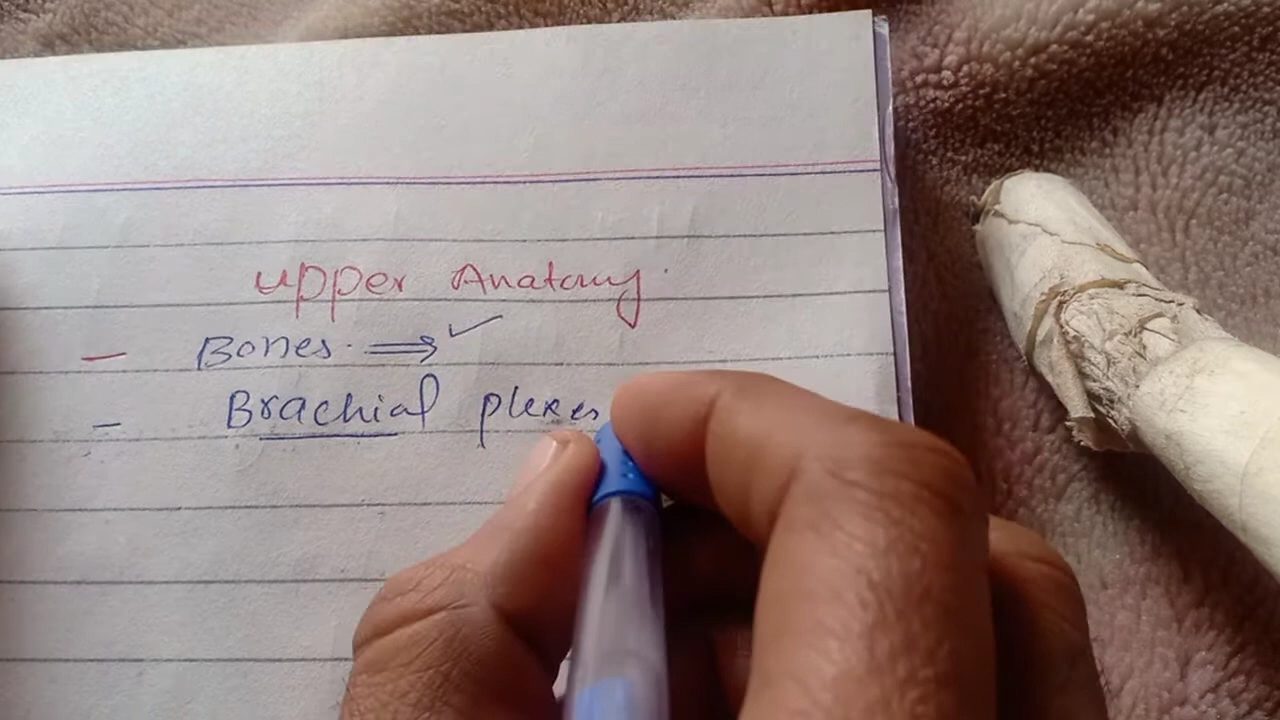 upper Anatomy
- Bones ⇒ ✓
- Brachial plexes